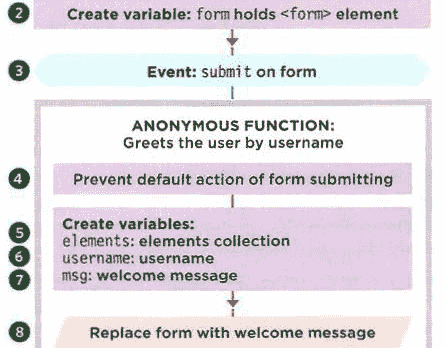 2 Create variable: form holds <form> element
3 Event: submit on form
ANONYMOUS FUNCTION:
Greets the user by username
4 Prevent default action of form submitting
Create variables:
5 elements: elements collection
6 username: username
7 msg: welcome message
8 Replace form with welcome message